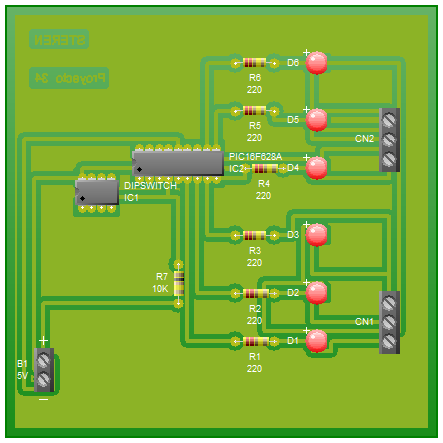 STEREN
Proyecto 34
D6
R6
220
R5
220
D5
CN2
PIC16F628A
IC2
D4
R4
220
DIPSWITCH
IC1
D3
R3
220
R7
10K
D2
R2
220
CN1
D1
R1
220
B1
5V
+
−
+
+
+
+
+
+